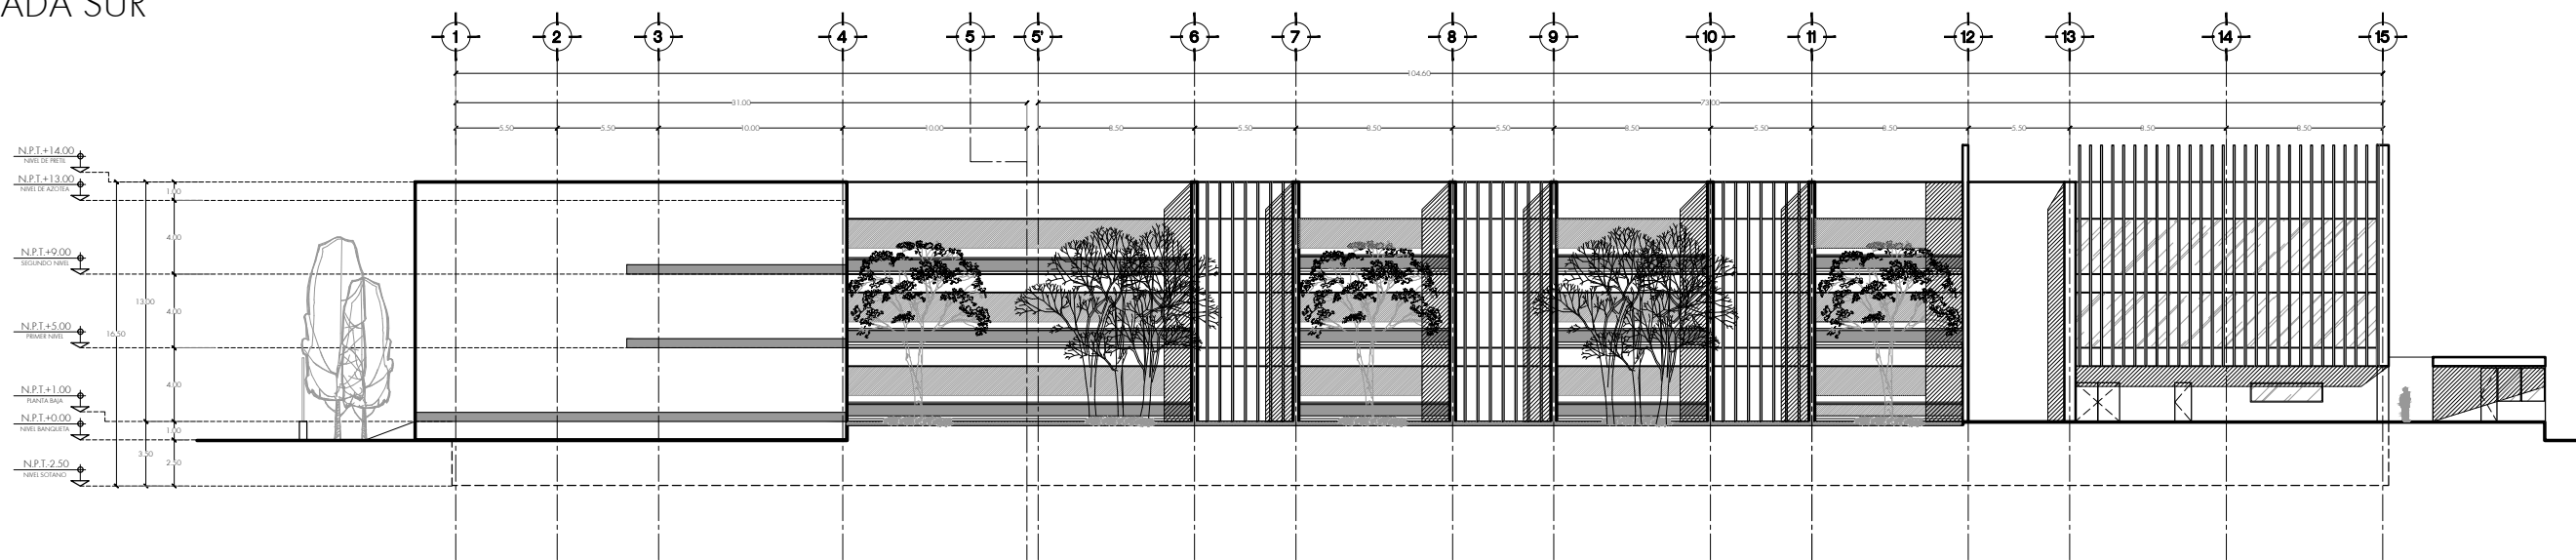 ADA SUR
1 2 3 4 5 5' 6 7 8 9 10 11 12 13 14 15
104.60
31.00 73.00
5.50 5.50 10.00 10.00 8.50 5.50 8.50 5.50 8.50 5.50 8.50 5.50 8.50 8.50
N.P.T.+14.00
NIVEL DE PRETIL
N.P.T.+13.00
NIVEL DE AZOTEA
1.00
4.00
N.P.T.+9.00
SEGUNDO NIVEL
13.00
4.00
N.P.T.+5.00
PRIMER NIVEL
16.50
4.00
N.P.T.+1.00
PLANTA BAJA
N.P.T.+0.00
NIVEL BANQUETA
1.00
3.50
2.50
N.P.T.-2.50
NIVEL SOTANO